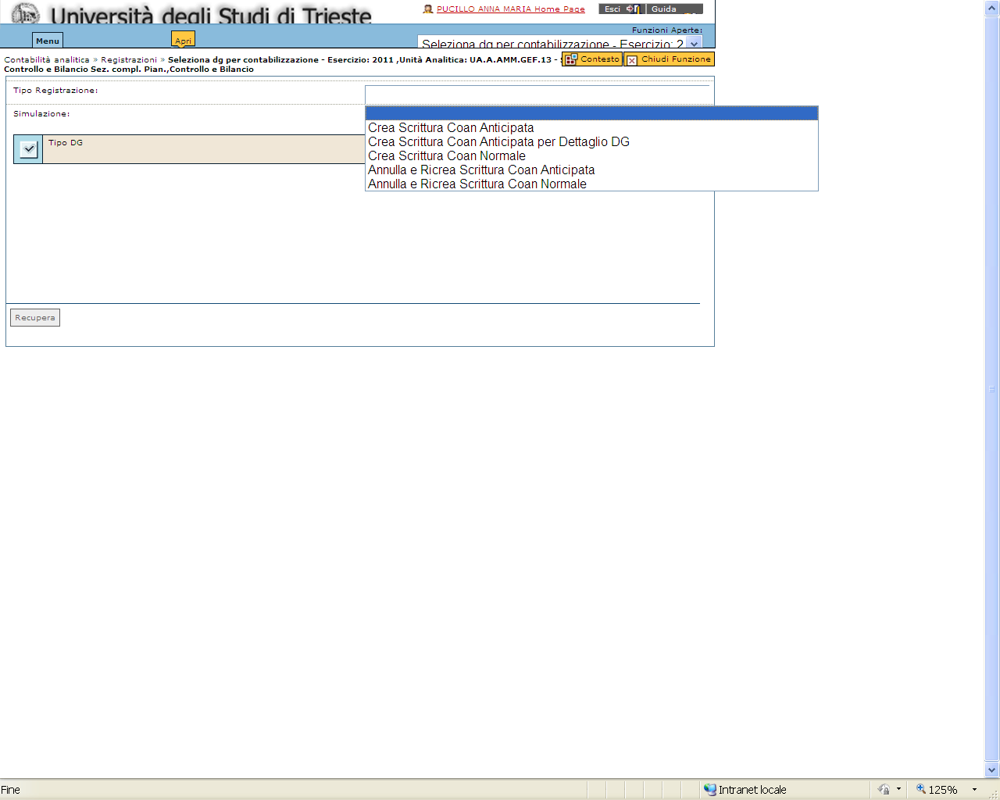 Università degli Studi di Trieste
PUCILLO ANNA MARIA Home Page
Esci | Guida
Funzioni Aperte:
Menu
Apri
Seleziona dg per contabilizzazione - Esercizio: 2
Contabilità analitica » Registrazioni » Seleziona dg per contabilizzazione - Esercizio: 2011 ,Unità Analitica: UA.A.AMM.GEF.13 -
Controllo e Bilancio Sez. compl. Pian.,Controllo e Bilancio
Contesto
Chiudi Funzione
Tipo Registrazione:
Simulazione:
Crea Scrittura Coan Anticipata
Crea Scrittura Coan Anticipata per Dettaglio DG
Crea Scrittura Coan Normale
Annulla e Ricrea Scrittura Coan Anticipata
Annulla e Ricrea Scrittura Coan Normale
Tipo DG
Recupera
Fine
Intranet locale
125%